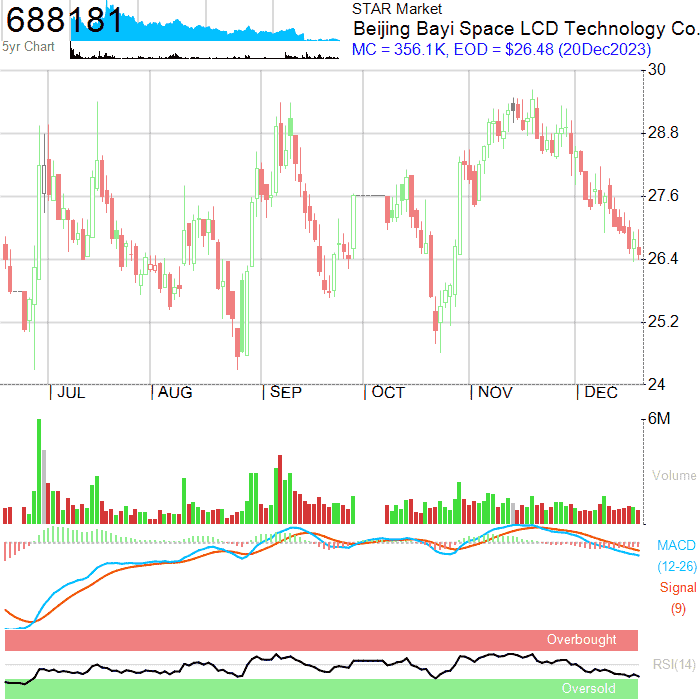 688181
5yr Chart
STAR Market
Beijing Bayi Space LCD Technology Co.
MC = 356.1K, EOD = $26.48 (20Dec2023)
30
28.8
27.6
26.4
25.2
24
JUL
AUG
SEP
OCT
NOV
DEC
6M
Volume
MACD
(12-26)
Signal
(9)
Overbought
RSI(14)
Oversold